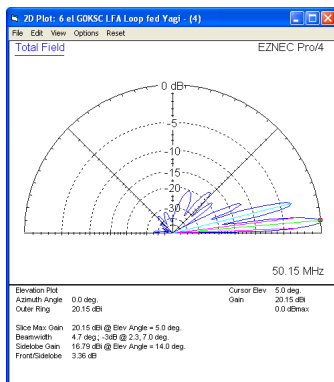 2D Plot: 6 el G0KSC LFA Loop fed Yagi - (4)
File Edit View Options Reset
Total Field EZNEC Pro/4
0 dB
-5
-10
-15
-20
-30
50.15 MHz
Elevation Plot Cursor Elev 5.0 deg.
Azimuth Angle 0.0 deg. Gain 20.15 dBi
Outer Ring 20.15 dBi 0.0 dBmax
Slice Max Gain 20.15 dBi @ Elev Angle = 5.0 deg.
Beamwidth 4.7 deg.; -3dB @ 2.3, 7.0 deg.
Sidelobe Gain 16.79 dBi @ Elev Angle = 14.0 deg.
Front/Sidelobe 3.36 dB